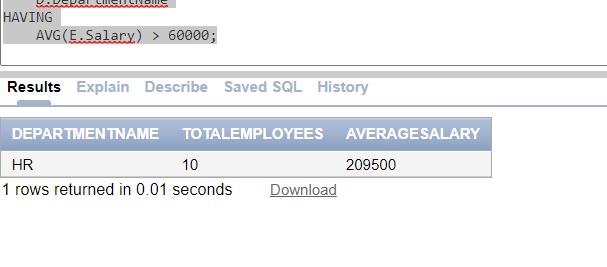 D.DepartmentName
HAVING
AVG(E.Salary) > 60000;
Results Explain Describe Saved SQL History
DEPARTMENTNAME TOTALEMPLOYEES AVERAGESALARY
HR 10 209500
1 rows returned in 0.01 seconds Download